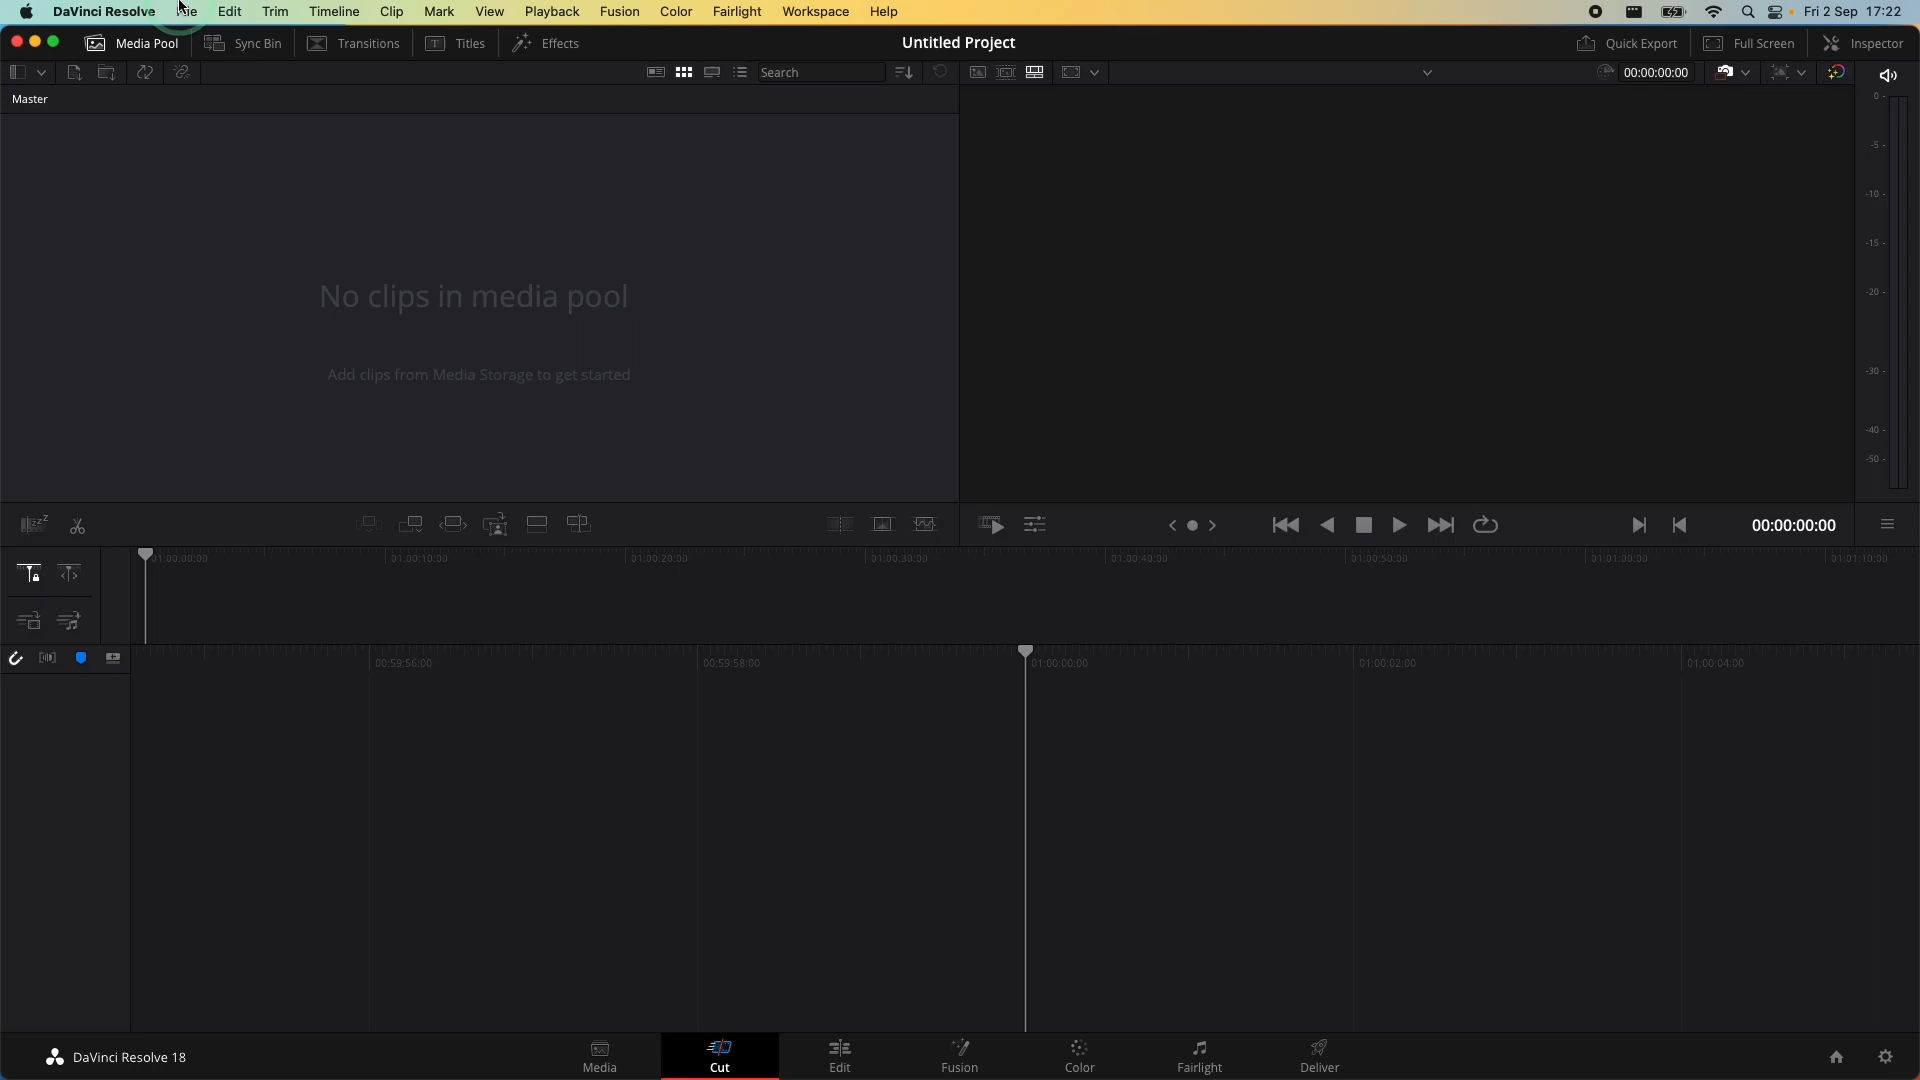 DaVinci Resolve File Edit Trim Timeline Clip Mark View Playback Fusion Color Fairlight Workspace Help Fri 2 Sep 17:22
Media Pool Sync Bin Transitions Titles Effects Untitled Project Quick Export Full Screen Inspector
Search 00:00:00:00
Master
0 -
-5 -
-10 -
-15 -
-20 -
No clips in media pool
-30 -
Add clips from Media Storage to get started
-40 -
-50 -
zzZ 00:00:00:00
01:00:00:00 01:00:10:00 01:00:20:00 01:00:30:00 01:00:40:00 01:00:50:00 01:01:00:00 01:01:10:00
00:59:56:00 00:59:58:00 01:00:00:00 01:00:02:00 01:00:04:00
DaVinci Resolve 18 Media Cut Edit Fusion Color Fairlight Deliver